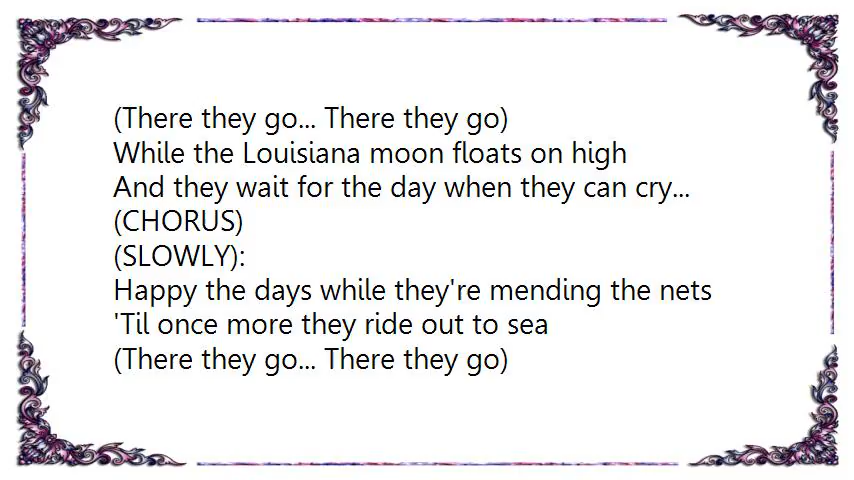 (There they go... There they go)
While the Louisiana moon floats on high
And they wait for the day when they can cry...
(CHORUS)
(SLOWLY):
Happy the days while they're mending the nets
'Til once more they ride out to sea
(There they go... There they go)